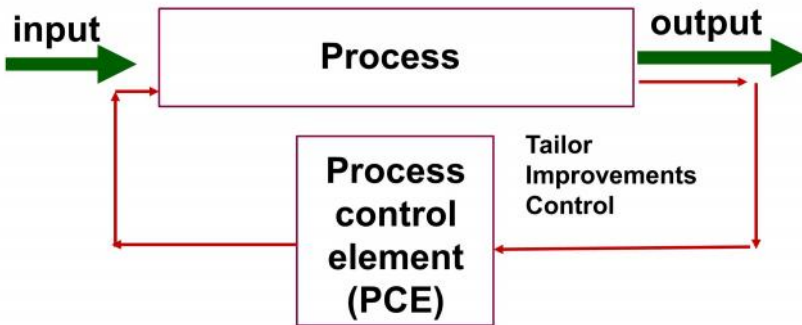 input
output
Process
Process
control
element
(PCE)
Tailor
Improvements
Control